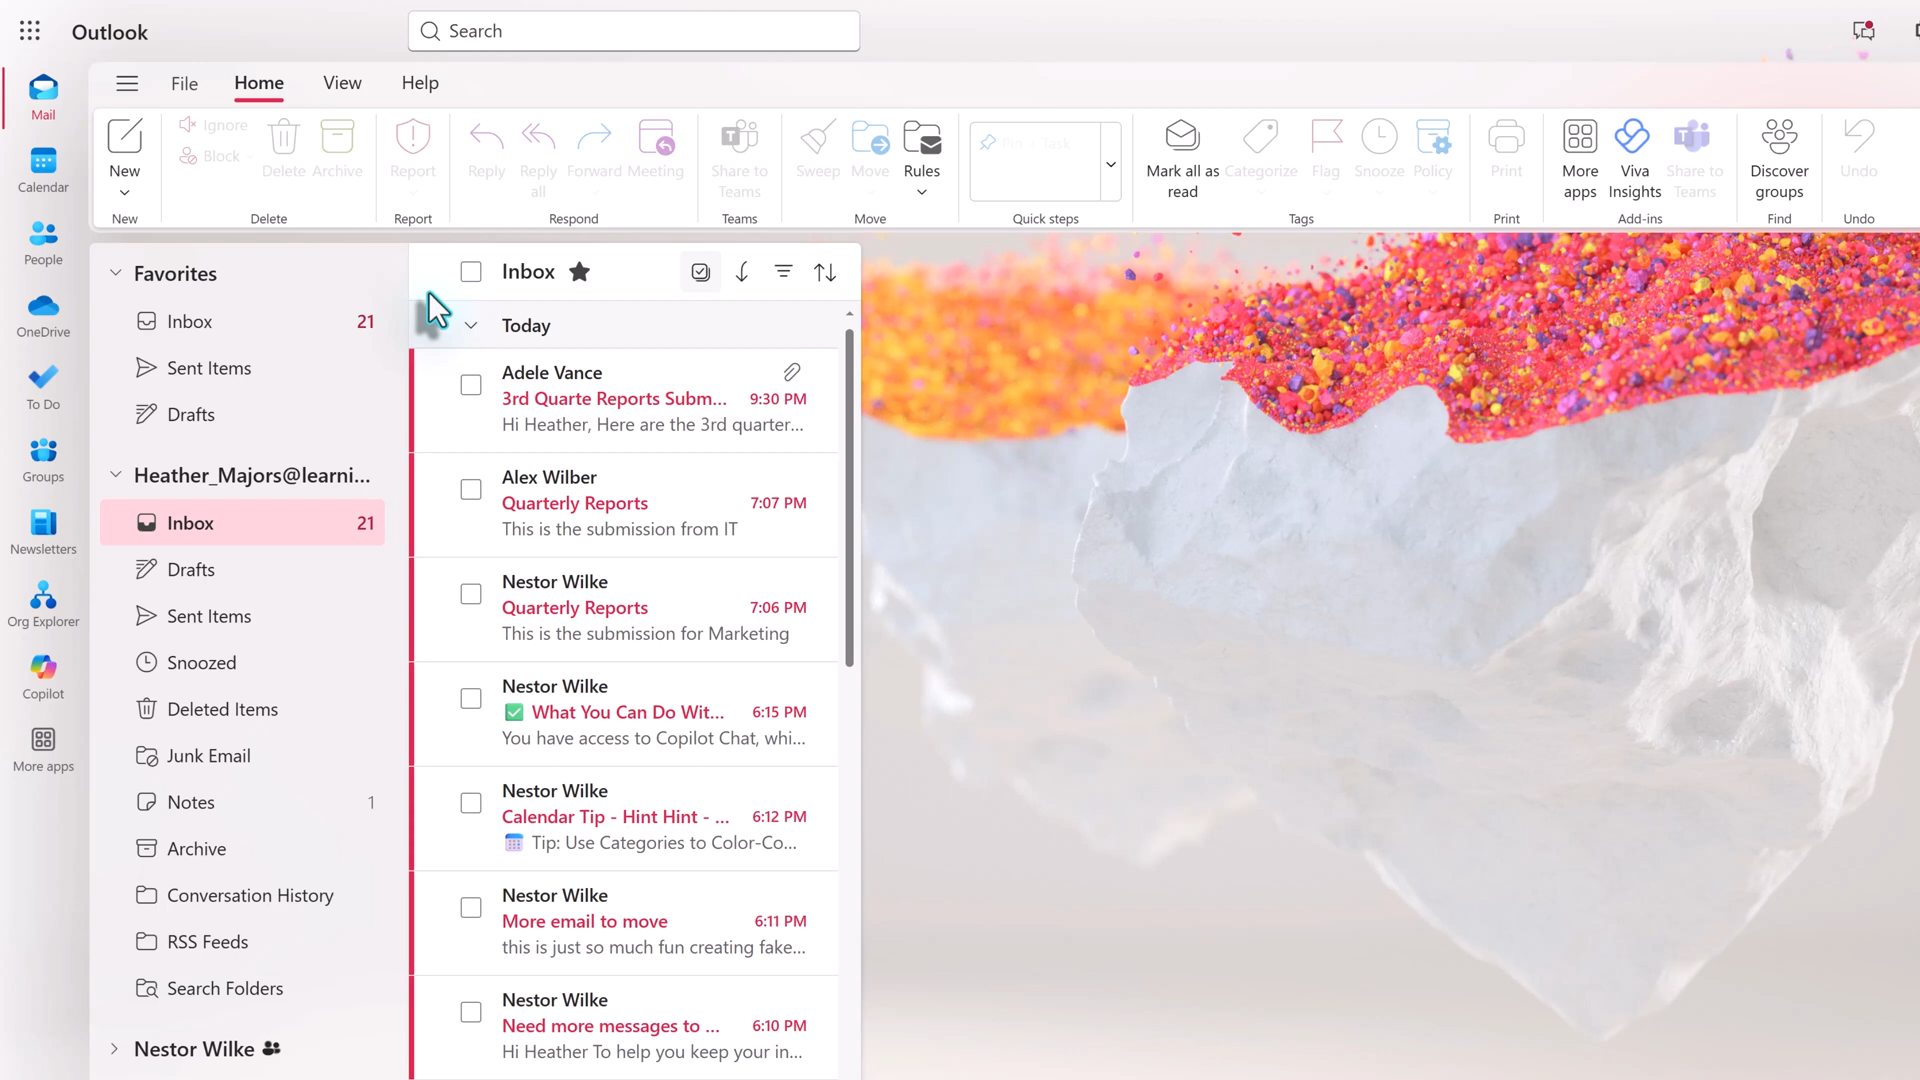 Outlook
Search
File Home View Help
Mail
Calendar
People
OneDrive
To Do
Groups
Newsletters
Org Explorer
Copilot
More apps
New
Ignore
Block
Delete
Archive
Report
Reply
Reply all
Forward
Meeting
Share to Teams
Sweep
Move
Rules
Pin a Task
Mark all as read
Categorize
Flag
Snooze
Policy
Print
More apps
Viva Insights
Share to Teams
Discover groups
Undo
New Delete Report Respond Teams Move Quick steps Tags Print Add-ins Find Undo
Favorites
Inbox 21
Sent Items
Drafts
Heather_Majors@learni...
Inbox 21
Drafts
Sent Items
Snoozed
Deleted Items
Junk Email
Notes 1
Archive
Conversation History
RSS Feeds
Search Folders
Nestor Wilke
Inbox
Today
Adele Vance
3rd Quarte Reports Subm... 9:30 PM
Hi Heather, Here are the 3rd quarter...
Alex Wilber
Quarterly Reports 7:07 PM
This is the submission from IT
Nestor Wilke
Quarterly Reports 7:06 PM
This is the submission for Marketing
Nestor Wilke
✅ What You Can Do Wit... 6:15 PM
You have access to Copilot Chat, whi...
Nestor Wilke
Calendar Tip - Hint Hint - ... 6:12 PM
Tip: Use Categories to Color-Co...
Nestor Wilke
More email to move 6:11 PM
this is just so much fun creating fake...
Nestor Wilke
Need more messages to ... 6:10 PM
Hi Heather To help you keep your in...